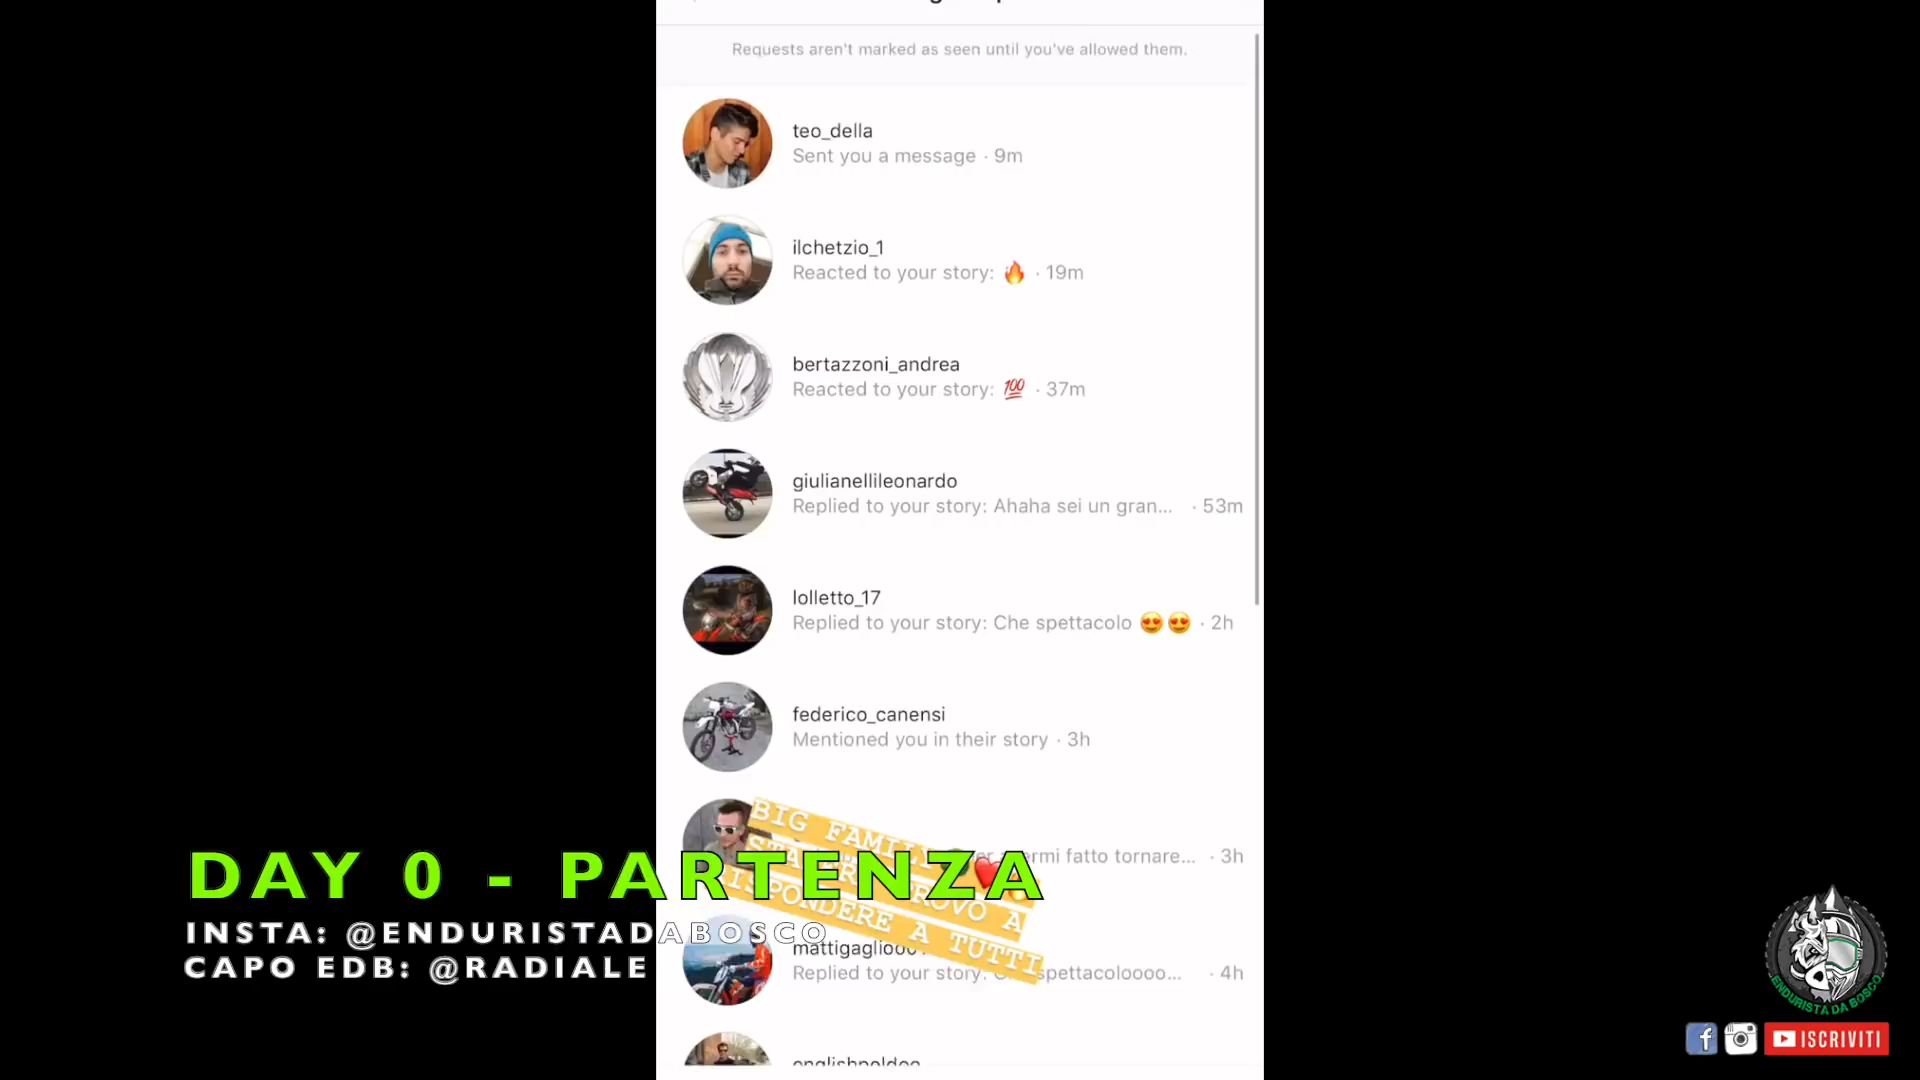 Requests aren't marked as seen until you've allowed them.
teo_della
Sent you a message · 9m
ilchetzio_1
Reacted to your story: 🔥 · 19m
bertazzoni_andrea
Reacted to your story: 💯 · 37m
giulianellileonardo
Replied to your story: Ahaha sei un gran... · 53m
lolletto_17
Replied to your story: Che spettacolo 😍😍 · 2h
federico_canensi
Mentioned you in their story · 3h
BIG FAMILY
fatto tornare... · 3h
A
RISPONDERE A TUTTI
DAY 0 - PARTENZA
INSTA: @ENDURISTADABOSCO
CAPO EDB: @RADIALE
Replied to your story: spettacoloooo... · 4h
ENDURISTA DA BOSCO
f
ISCRIVITI